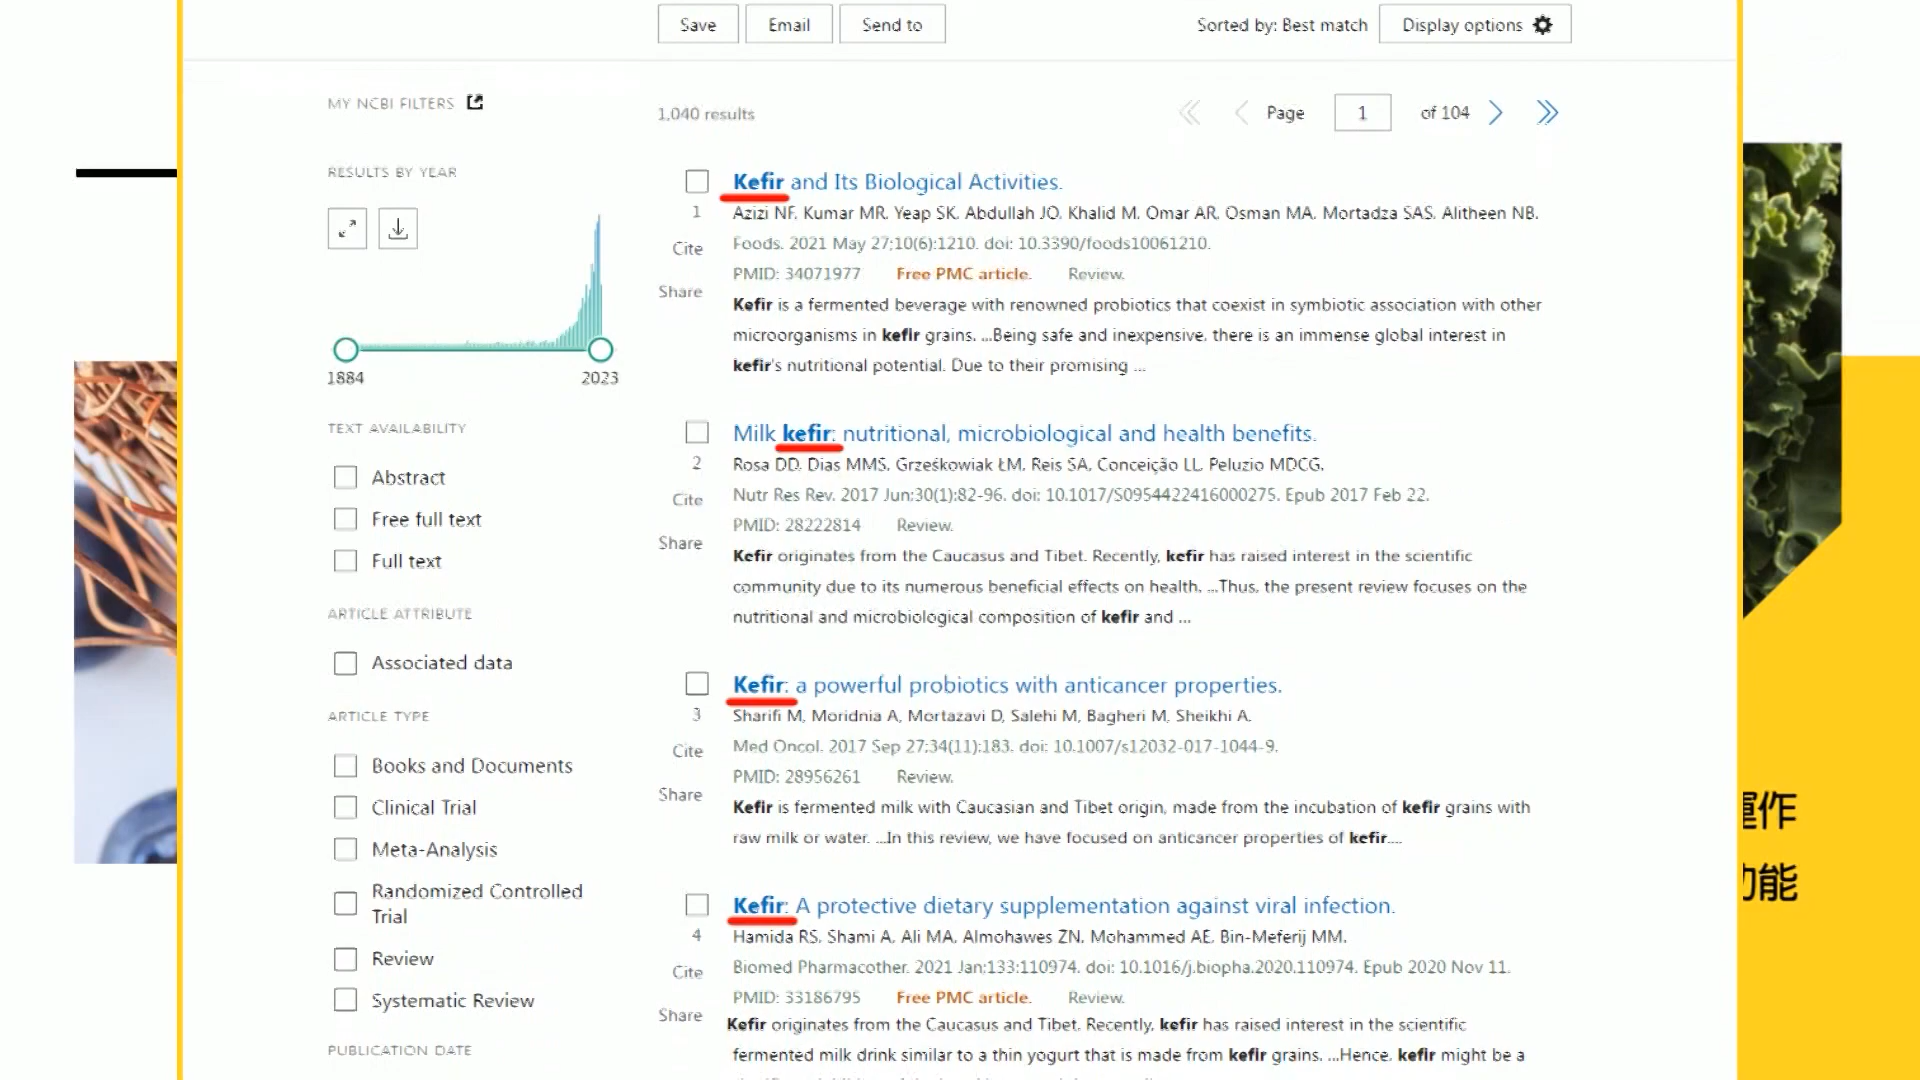 Save Email Send to Sorted by: Best match Display options
MY NCBI FILTERS
1,040 results
Page 1 of 104
RESULTS BY YEAR
1884 2023
TEXT AVAILABILITY
Abstract
Free full text
Full text
ARTICLE ATTRIBUTE
Associated data
ARTICLE TYPE
Books and Documents
Clinical Trial
Meta-Analysis
Randomized Controlled
Trial
Review
Systematic Review
PUBLICATION DATE
Kefir and Its Biological Activities.
1
Azizi NF, Kumar MR, Yeap SK, Abdullah JO, Khalid M, Omar AR, Osman MA, Mortadza SAS, Alitheen NB.
Cite
Foods. 2021 May 27;10(6):1210. doi: 10.3390/foods10061210.
PMID: 34071977 Free PMC article. Review.
Share
Kefir is a fermented beverage with renowned probiotics that coexist in symbiotic association with other
microorganisms in kefir grains. ...Being safe and inexpensive, there is an immense global interest in
kefir's nutritional potential. Due to their promising ...
Milk kefir: nutritional, microbiological and health benefits.
2
Rosa DD, Dias MMS, Grześkowiak ŁM, Reis SA, Conceição LL, Peluzio MDCG.
Cite
Nutr Res Rev. 2017 Jun;30(1):82-96. doi: 10.1017/S0954422416000275. Epub 2017 Feb 22.
PMID: 28222814 Review.
Share
Kefir originates from the Caucasus and Tibet. Recently, kefir has raised interest in the scientific
community due to its numerous beneficial effects on health. ...Thus, the present review focuses on the
nutritional and microbiological composition of kefir and ...
Kefir: a powerful probiotics with anticancer properties.
3
Sharifi M, Moridnia A, Mortazavi D, Salehi M, Bagheri M, Sheikhi A.
Cite
Med Oncol. 2017 Sep 27;34(11):183. doi: 10.1007/s12032-017-1044-9.
PMID: 28956261 Review.
Share
Kefir is fermented milk with Caucasian and Tibet origin, made from the incubation of kefir grains with
raw milk or water. ...In this review, we have focused on anticancer properties of kefir....
Kefir: A protective dietary supplementation against viral infection.
4
Hamida RS, Shami A, Ali MA, Almohawes ZN, Mohammed AE, Bin-Meferij MM.
Cite
Biomed Pharmacother. 2021 Jan;133:110974. doi: 10.1016/j.biopha.2020.110974. Epub 2020 Nov 11.
PMID: 33186795 Free PMC article. Review.
Share
Kefir originates from the Caucasus and Tibet. Recently, kefir has raised interest in the scientific
fermented milk drink similar to a thin yogurt that is made from kefir grains. ...Hence, kefir might be a
運作
功能